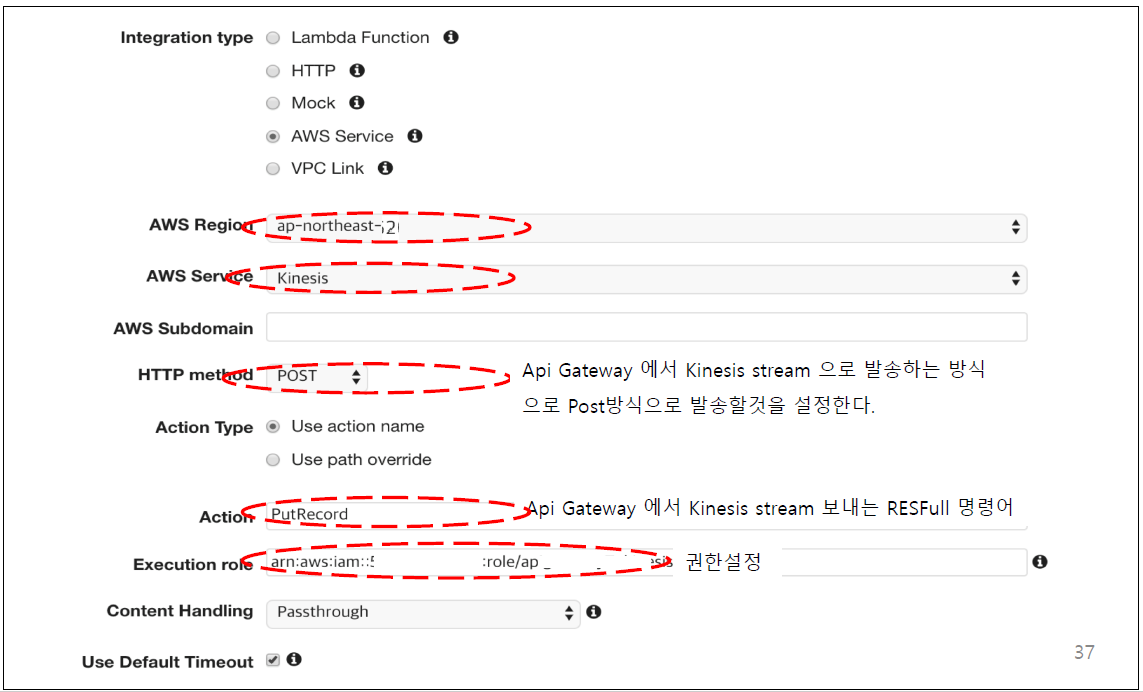 Integration type
Lambda Function
HTTP
Mock
AWS Service
VPC Link
AWS Region ap-northeast-
AWS Service Kinesis
AWS Subdomain
HTTP method POST
Api Gateway 에서 Kinesis stream 으로 발송하는 방식
으로 Post방식으로 발송할것을 설정한다.
Action Type Use action name
Use path override
Action PutRecord
Api Gateway 에서 Kinesis stream 보내는 RESFull 명령어
Execution role arn:aws:iam:: :role/ap 권한설정
Content Handling Passthrough
Use Default Timeout
37